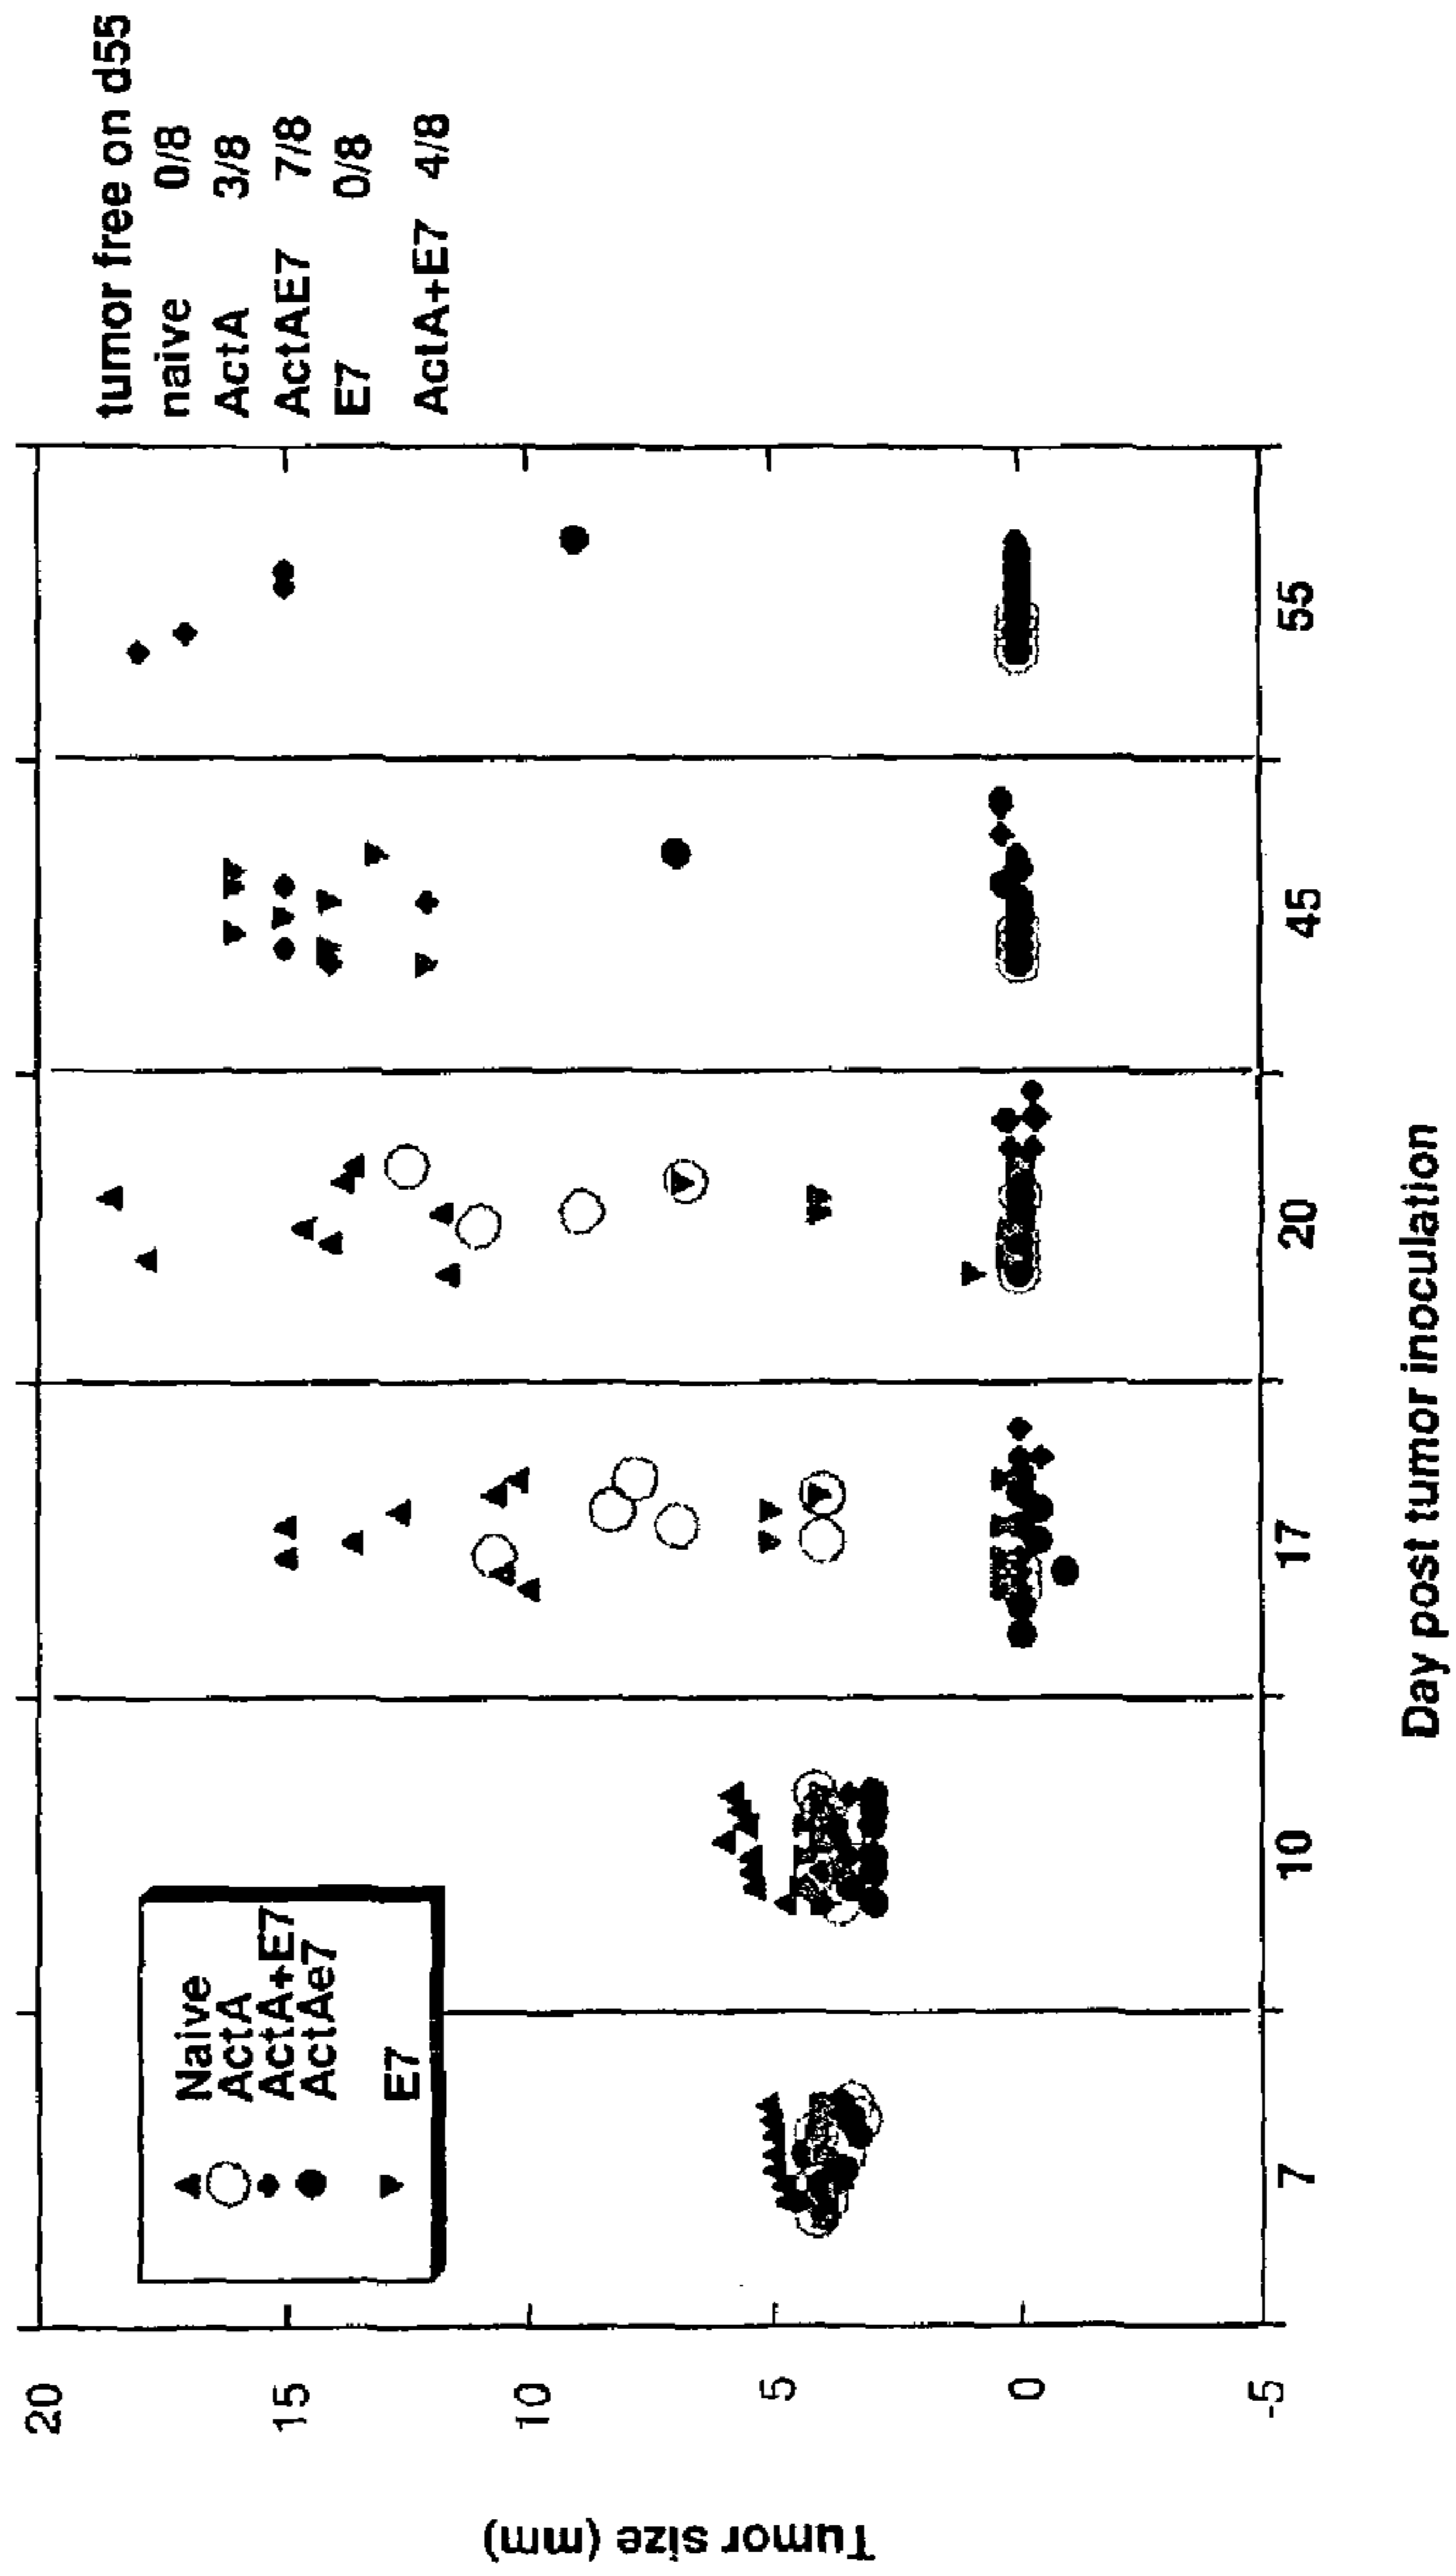 tumor free on d55
naive 0/8
ActA 3/8
ActAE7 7/8
E7 0/8
ActA+E7 4/8
Naive
ActA
ActA+E7
ActAe7
E7
Tumor size (mm)
20
15
10
5
0
-5
7
10
17
20
45
55
Day post tumor inoculation